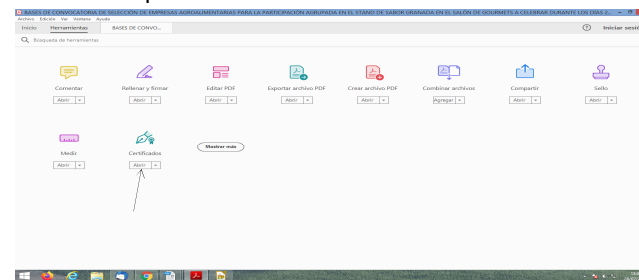 BASES DE CONVOCATORIA DE SELECCIÓN DE EMPRESAS AGROALIMENTARIAS PARA LA PARTICIPACIÓN AGRUPADA EN EL STAND DE SABOR GRANADA EN EL SALÓN DE GOURMETS A CELEBRAR DURANTE LOS DÍAS 2...
Archivo Edición Ver Ventana Ayuda
Inicio Herramientas BASES DE CONVO... Iniciar sesió
Búsqueda de herramientas
Comentar Rellenar y firmar Editar PDF Exportar archivo PDF Crear archivo PDF Combinar archivos Compartir Sello
Abrir Abrir Abrir Abrir Abrir Agregar Abrir Abrir
Medir Certificados Mostrar más
Abrir Abrir